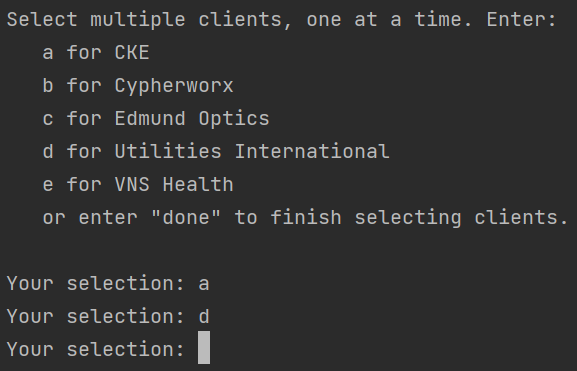 Select multiple clients, one at a time. Enter:
a for CKE
b for Cypherworx
c for Edmund Optics
d for Utilities International
e for VNS Health
or enter "done" to finish selecting clients.
Your selection: a
Your selection: d
Your selection: